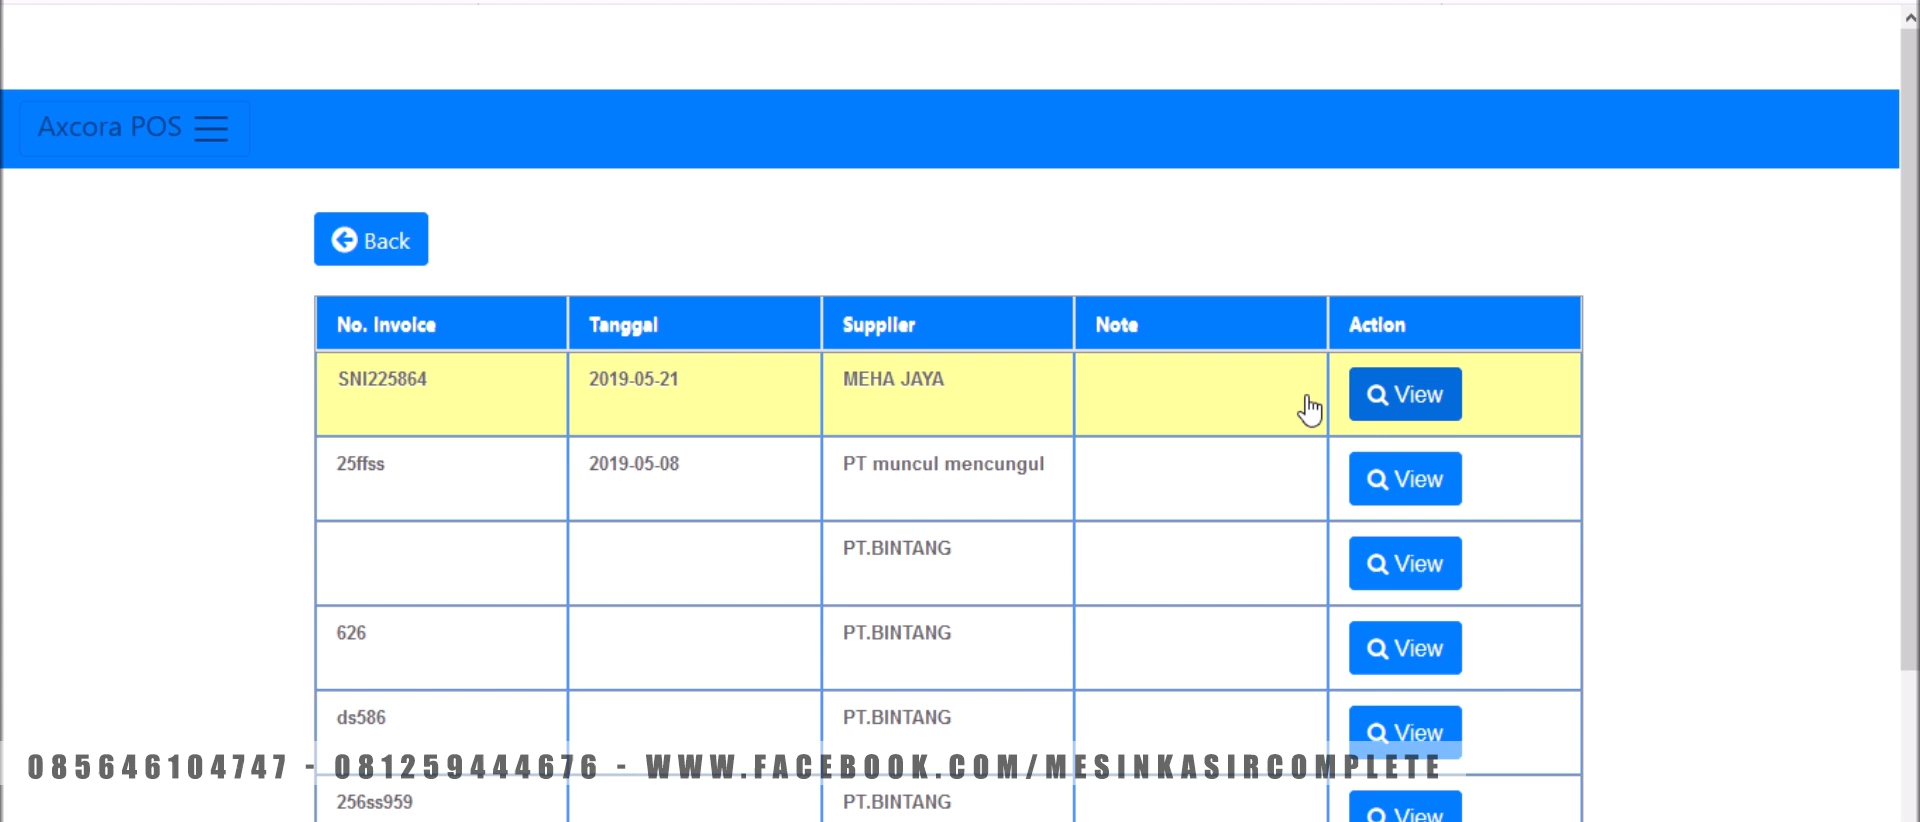 Axcora POS
Back
No. Invoice Tanggal Supplier Note Action
SNI225864 2019-05-21 MEHA JAYA View
25ffss 2019-05-08 PT muncul mencungul View
PT.BINTANG View
626 PT.BINTANG View
ds586 PT.BINTANG View
085646104747 - 081259444676 - WWW.FACEBOOK.COM/MESINKASIRCOMPLETE
256ss959 PT.BINTANG View